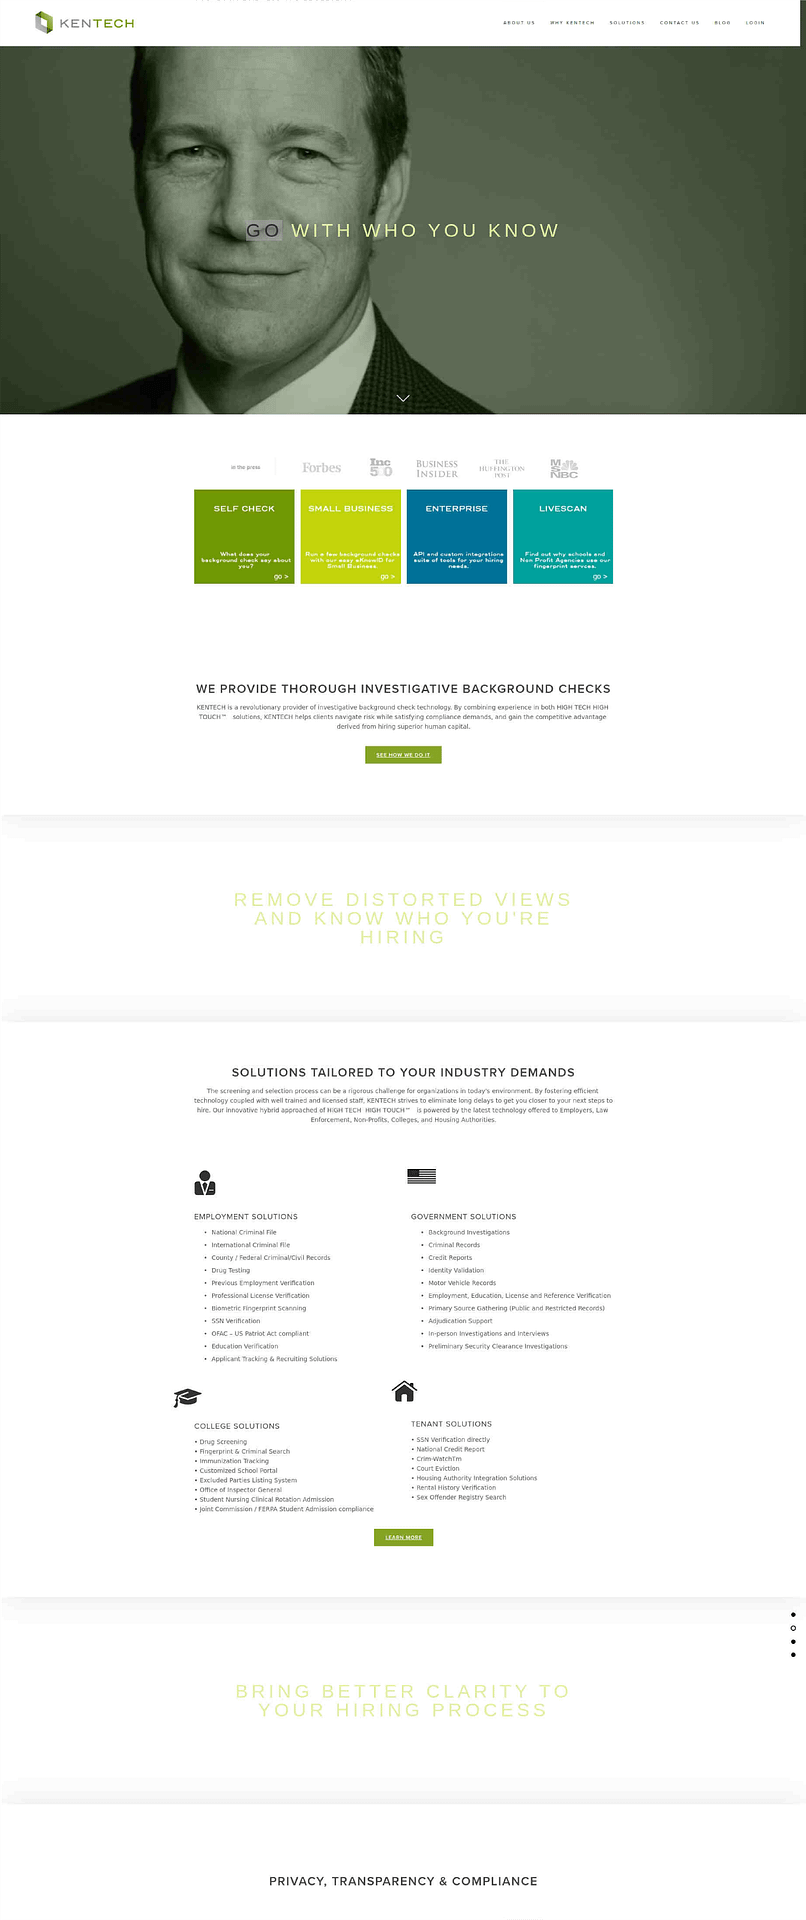 KENTECH
ABOUT US WHY KENTECH SOLUTIONS CONTACT US BLOG LOGIN
GO WITH WHO YOU KNOW
in the press
Forbes
Inc 500
BUSINESS INSIDER
THE HUFFINGTON POST
MSNBC
SELF CHECK
What does your
background check say about
you?
go >
SMALL BUSINESS
Run a few background checks
with our easy eKnowID for
Small Business.
go >
ENTERPRISE
API and custom integrations
suite of tools for your hiring
needs.
LIVESCAN
Find out why schools and
Non Profit Agencies use our
fingerprint servces.
go >
WE PROVIDE THOROUGH INVESTIGATIVE BACKGROUND CHECKS
KENTECH is a revolutionary provider of investigative background check technology. By combining experience in both HIGH TECH HIGH
TOUCH™ solutions, KENTECH helps clients navigate risk while satisfying compliance demands, and gain the competitive advantage
derived from hiring superior human capital.
SEE HOW WE DO IT
REMOVE DISTORTED VIEWS
AND KNOW WHO YOU'RE
HIRING
SOLUTIONS TAILORED TO YOUR INDUSTRY DEMANDS
The screening and selection process can be a rigorous challenge for organizations in today's environment. By fostering efficient
technology coupled with well trained and licensed staff, KENTECH strives to eliminate long delays to get you closer to your next steps to
hire. Our innovative hybrid approached of HIGH TECH HIGH TOUCH™ is powered by the latest technology offered to Employers, Law
Enforcement, Non-Profits, Colleges, and Housing Authorities.
EMPLOYMENT SOLUTIONS
• National Criminal File
• International Criminal File
• County / Federal Criminal/Civil Records
• Drug Testing
• Previous Employment Verification
• Professional License Verification
• Biometric Fingerprint Scanning
• SSN Verification
• OFAC – US Patriot Act compliant
• Education Verification
• Applicant Tracking & Recruiting Solutions
GOVERNMENT SOLUTIONS
• Background Investigations
• Criminal Records
• Credit Reports
• Identity Validation
• Motor Vehicle Records
• Employment, Education, License and Reference Verification
• Primary Source Gathering (Public and Restricted Records)
• Adjudication Support
• In-person Investigations and Interviews
• Preliminary Security Clearance Investigations
COLLEGE SOLUTIONS
• Drug Screening
• Fingerprint & Criminal Search
• Immunization Tracking
• Customized School Portal
• Excluded Parties Listing System
• Office of Inspector General
• Student Nursing Clinical Rotation Admission
• Joint Commission / FERPA Student Admission compliance
TENANT SOLUTIONS
• SSN Verification directly
• National Credit Report
• Crim-WatchTm
• Court Eviction
• Housing Authority Integration Solutions
• Rental History Verification
• Sex Offender Registry Search
LEARN MORE
BRING BETTER CLARITY TO
YOUR HIRING PROCESS
PRIVACY, TRANSPARENCY & COMPLIANCE